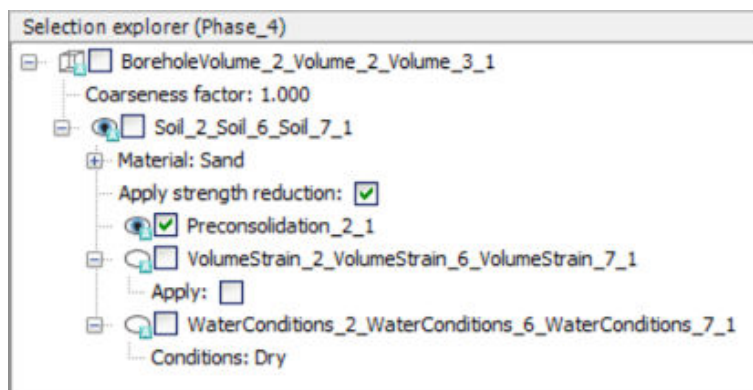 Selection explorer (Phase_4)
BoreholeVolume_2_Volume_2_Volume_3_1
Coarseness factor: 1.000
Soil_2_Soil_6_Soil_7_1
Material: Sand
Apply strength reduction:
Preconsolidation_2_1
VolumeStrain_2_VolumeStrain_6_VolumeStrain_7_1
Apply:
WaterConditions_2_WaterConditions_6_WaterConditions_7_1
Conditions: Dry